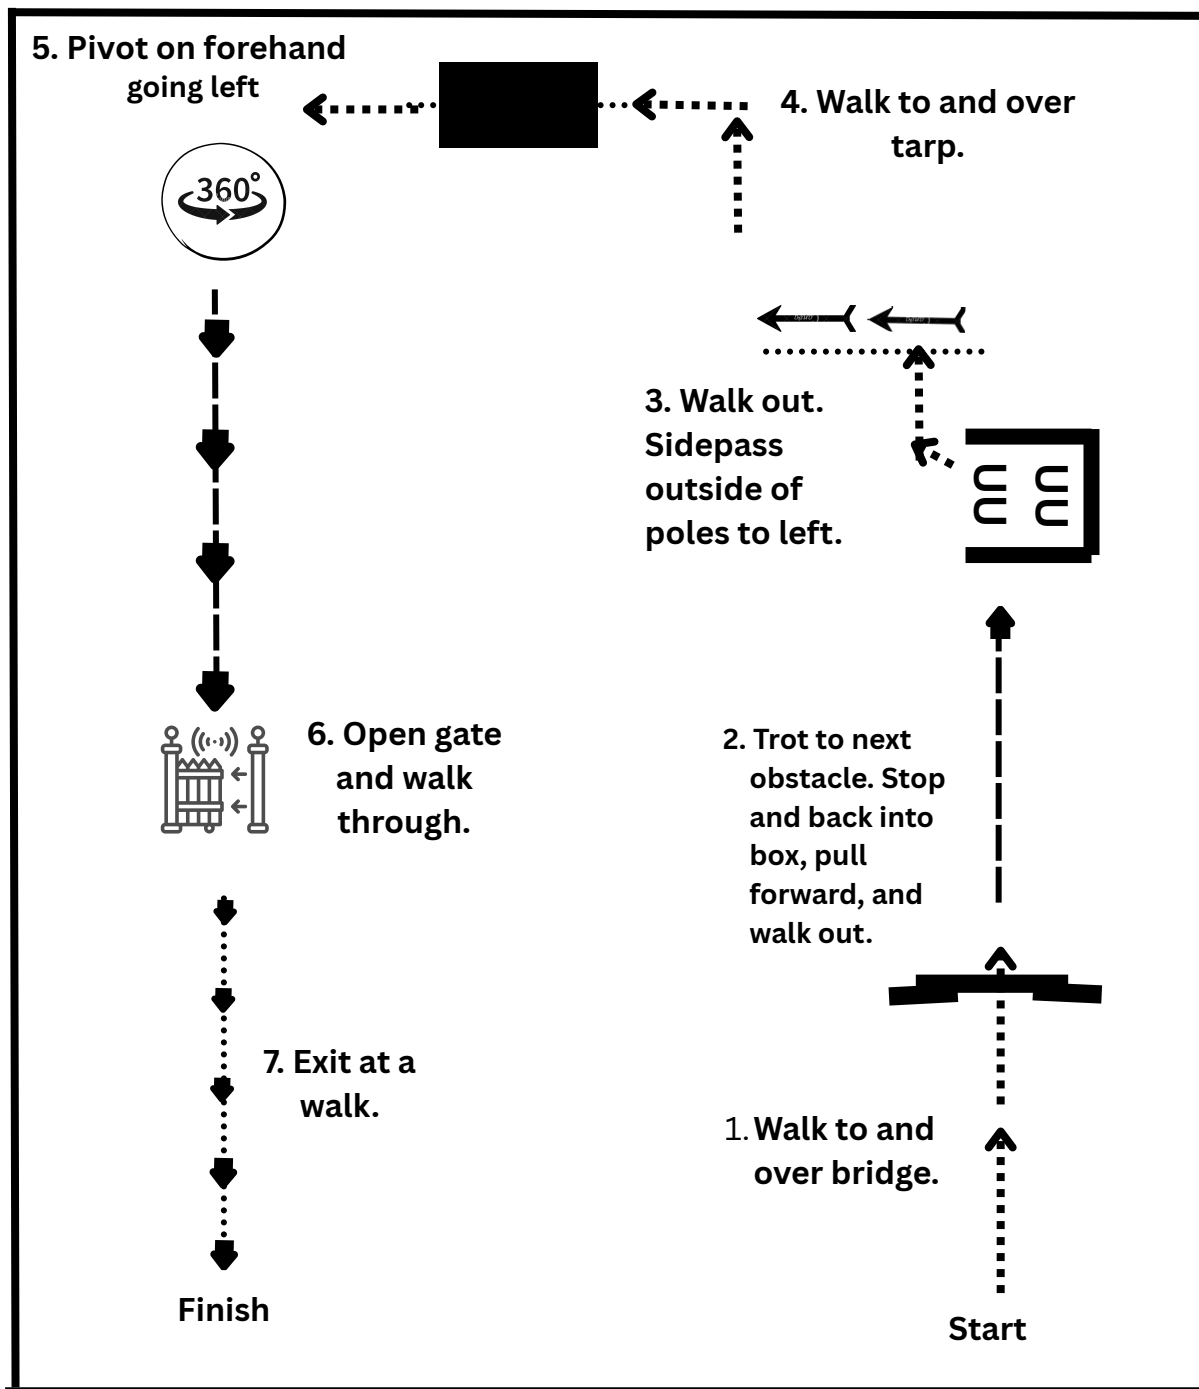 5. Pivot on forehand
going left
360°
4. Walk to and over
tarp.
3. Walk out.
Sidepass
outside of
poles to left.
6. Open gate
and walk
through.
2. Trot to next
obstacle. Stop
and back into
box, pull
forward, and
walk out.
7. Exit at a
walk.
1. Walk to and
over bridge.
Finish
Start